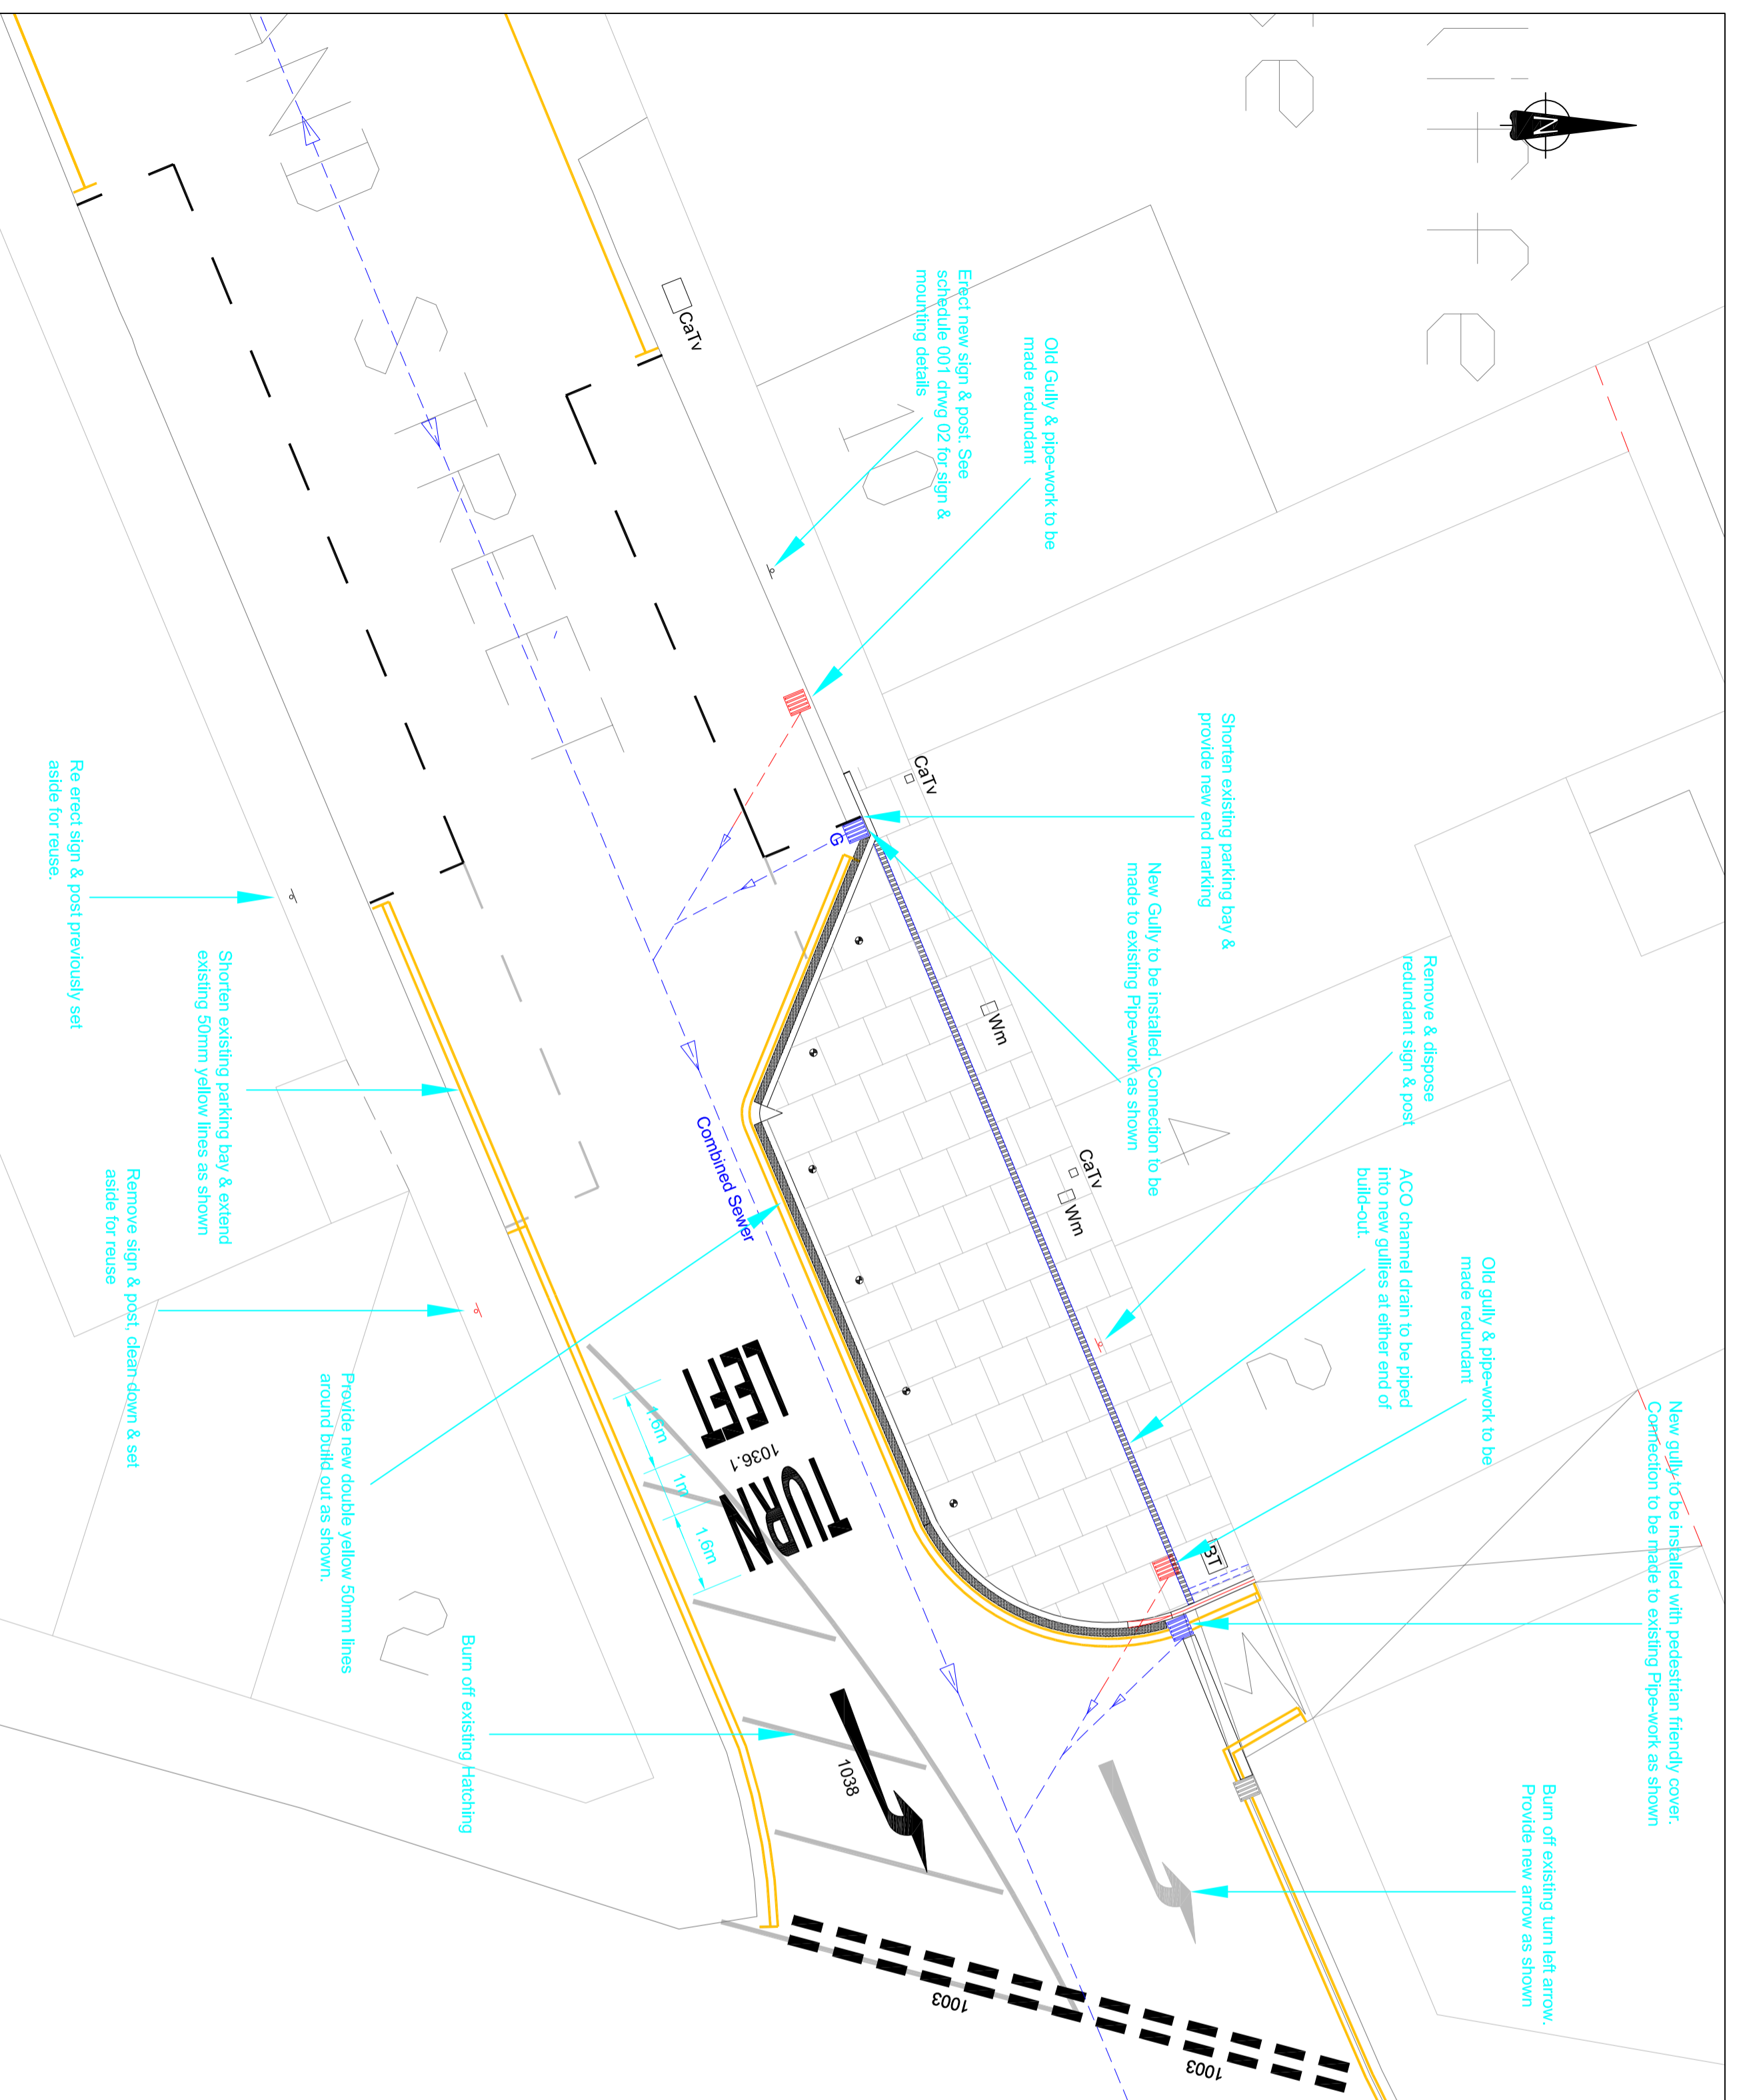 N
New gully to be installed with pedestrian friendly cover.
Connection to be made to existing Pipe-work as shown
Burn off existing turn left arrow.
Provide new arrow as shown
Old gully & pipe-work to be
made redundant
Remove & dispose
redundant sign & post
ACO channel drain to be piped
into new gullies at either end of
build-out.
Shorten existing parking bay &
provide new end marking
New Gully to be installed. Connection to be
made to existing Pipe-work as shown
Old Gully & pipe-work to be
made redundant
Erect new sign & post. See
schedule 001 drwg 02 for sign &
mounting details
CaTv
CaTv
Wm
CaTv
Wm
BT
G
Combined Sewer
LEFT
1036.1
TURN
1.6m
1m
1.6m
1038
1003
1003
Burn off existing Hatching
Provide new double yellow 50mm lines
around build out as shown.
Shorten existing parking bay & extend
existing 50mm yellow lines as shown
Remove sign & post, clean down & set
aside for reuse
Re erect sign & post previously set
aside for reuse.